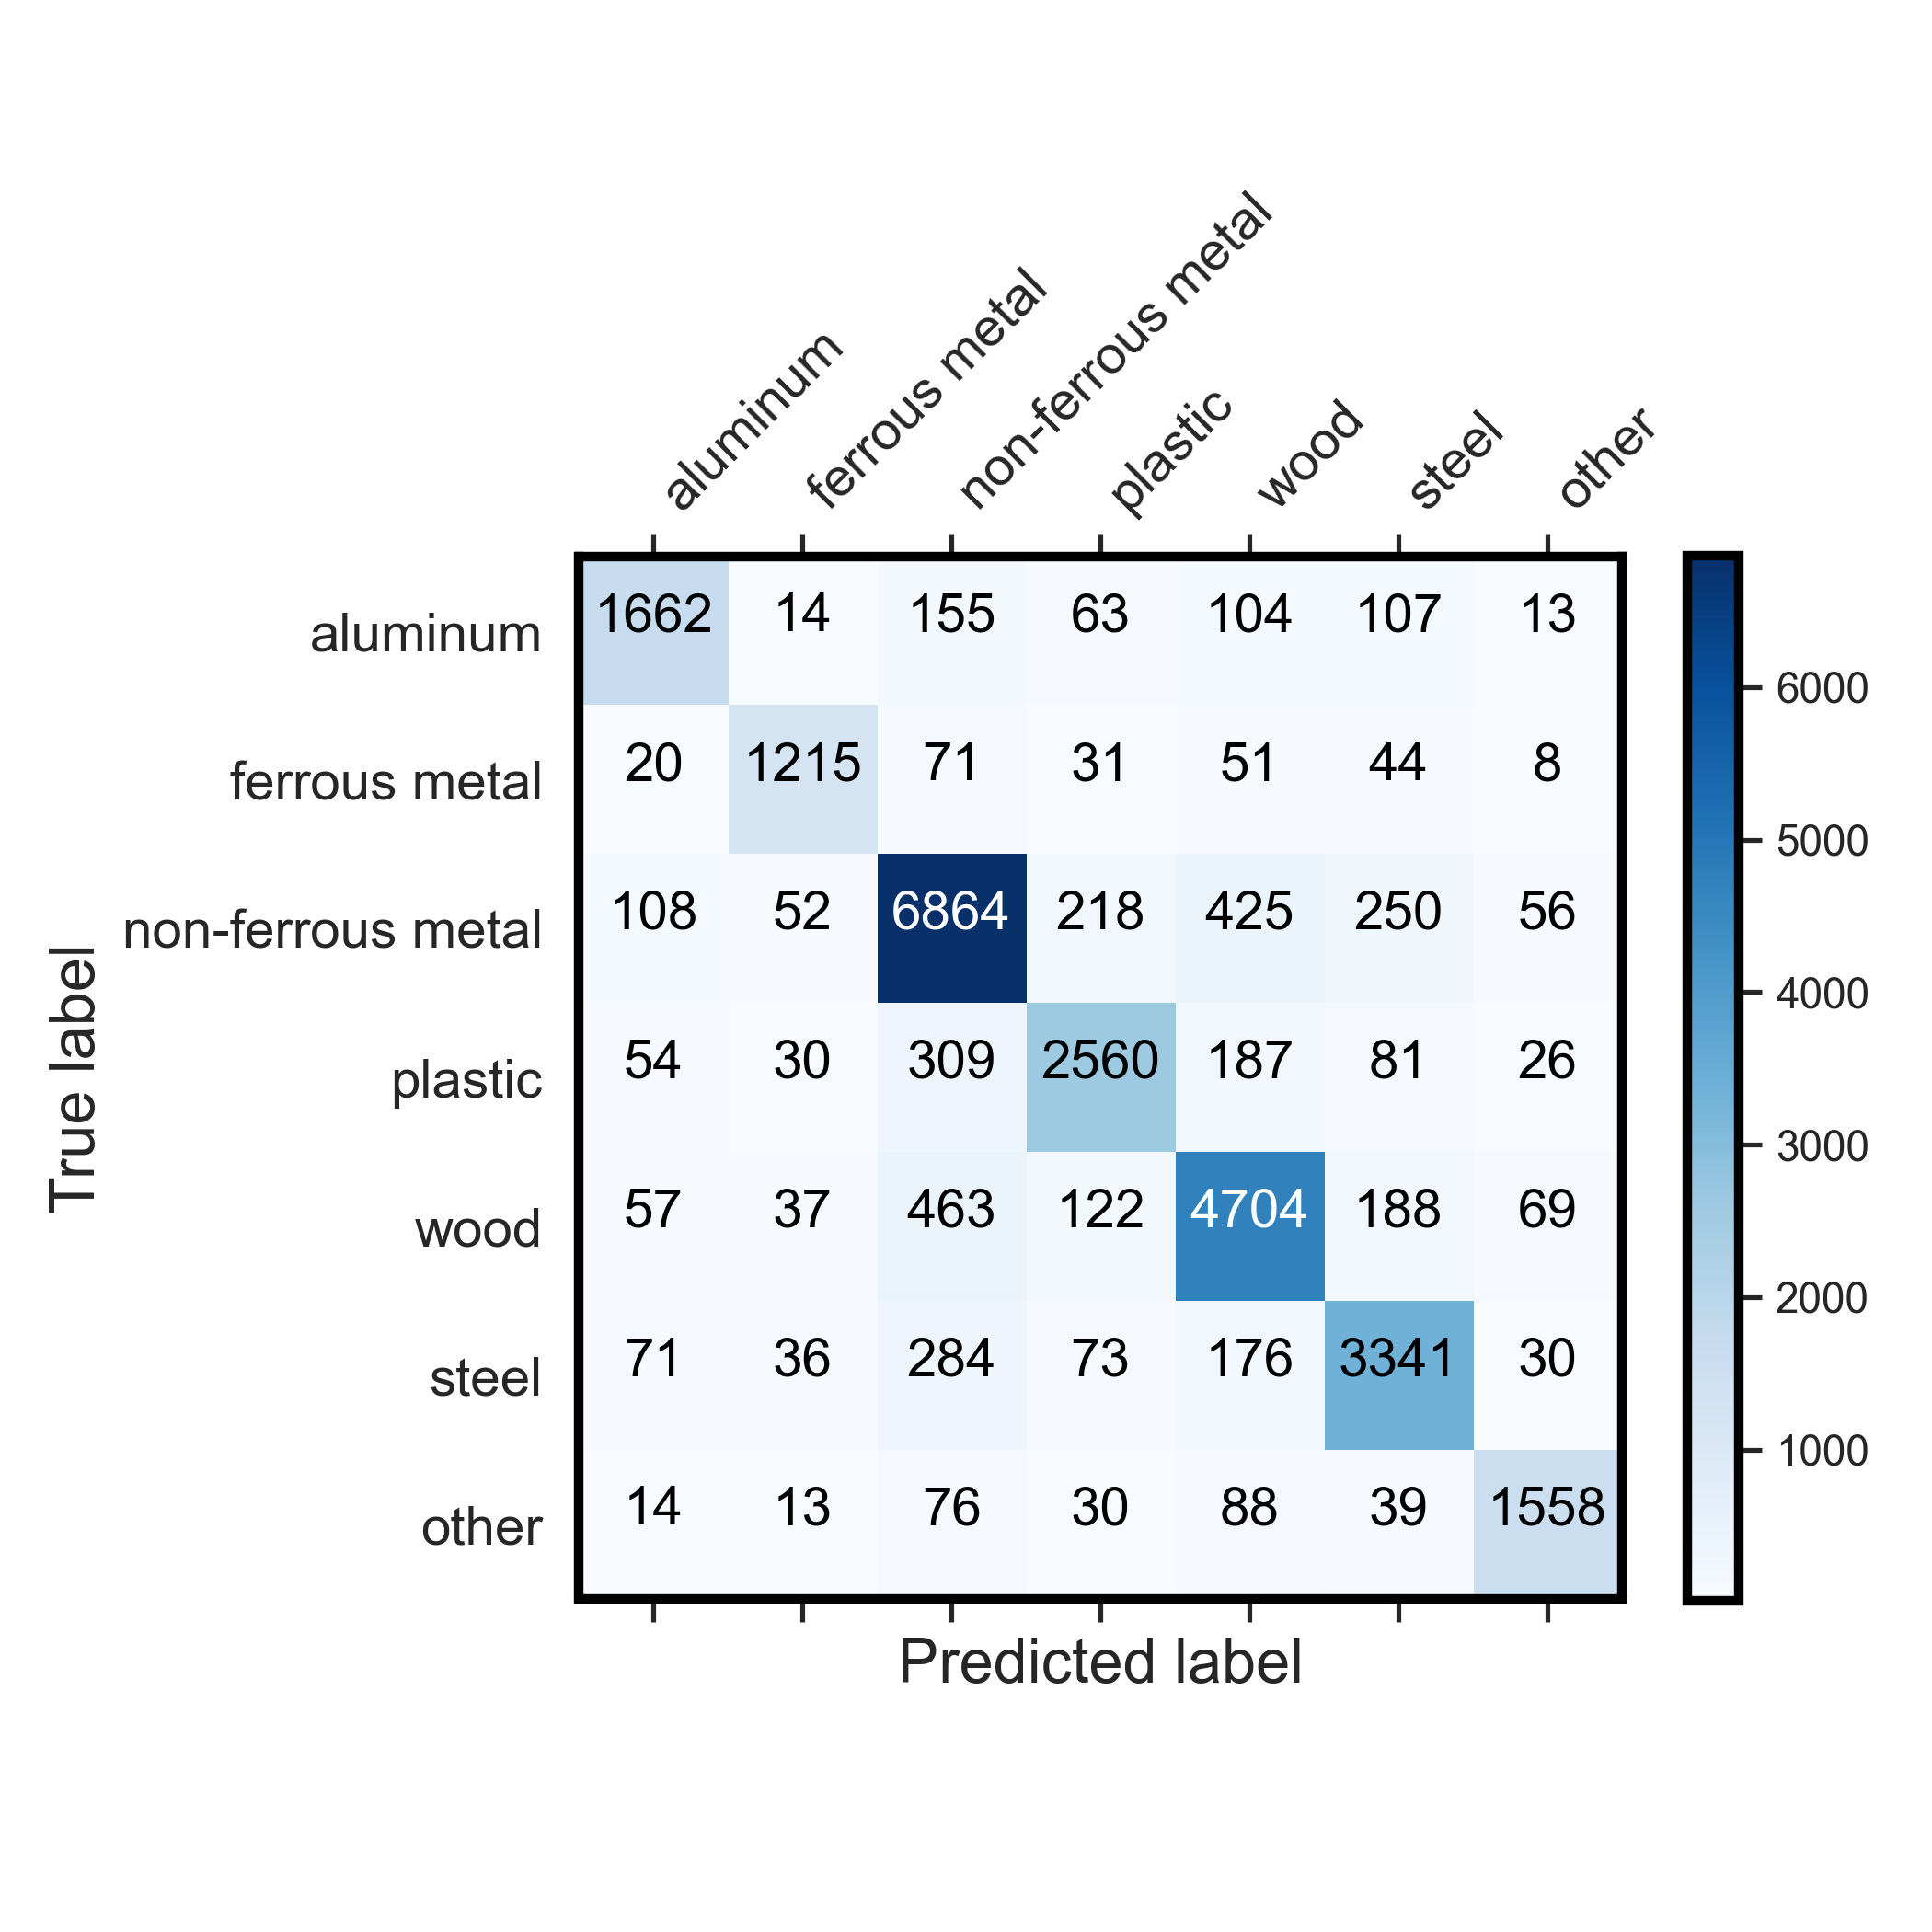 aluminum
ferrous metal
non-ferrous metal
plastic
wood
steel
other
aluminum 1662 14 155 63 104 107 13
ferrous metal 20 1215 71 31 51 44 8
non-ferrous metal 108 52 6864 218 425 250 56
plastic 54 30 309 2560 187 81 26
wood 57 37 463 122 4704 188 69
steel 71 36 284 73 176 3341 30
other 14 13 76 30 88 39 1558
True label
Predicted label
6000
5000
4000
3000
2000
1000